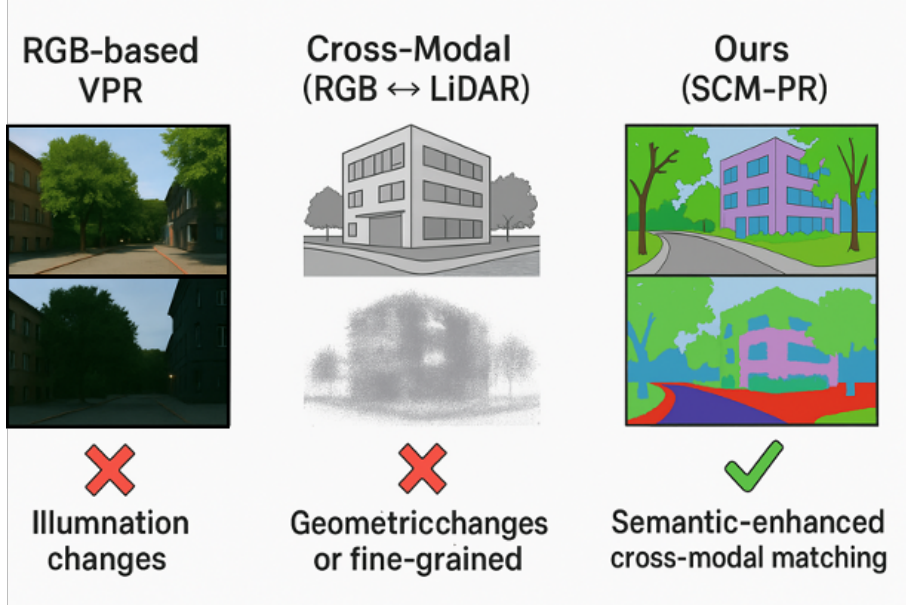 RGB-based
VPR
Cross-Modal
(RGB ↔ LiDAR)
Ours
(SCM-PR)
Illumnation
changes
Geometricchanges
or fine-grained
Semantic-enhanced
cross-modal matching